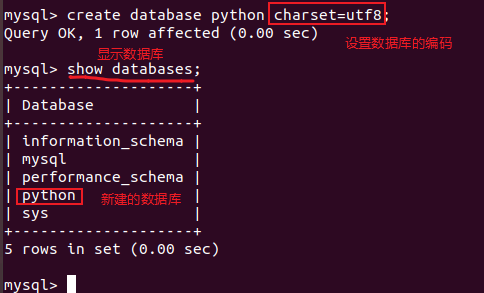 mysql> create database python charset=utf8;
Query OK, 1 row affected (0.00 sec)
设置数据库的编码
显示数据库
mysql> show databases;
+--------------------+
| Database           |
+--------------------+
| information_schema |
| mysql              |
| performance_schema |
| python             |
新建的数据库
| sys                |
+--------------------+
5 rows in set (0.00 sec)
mysql>